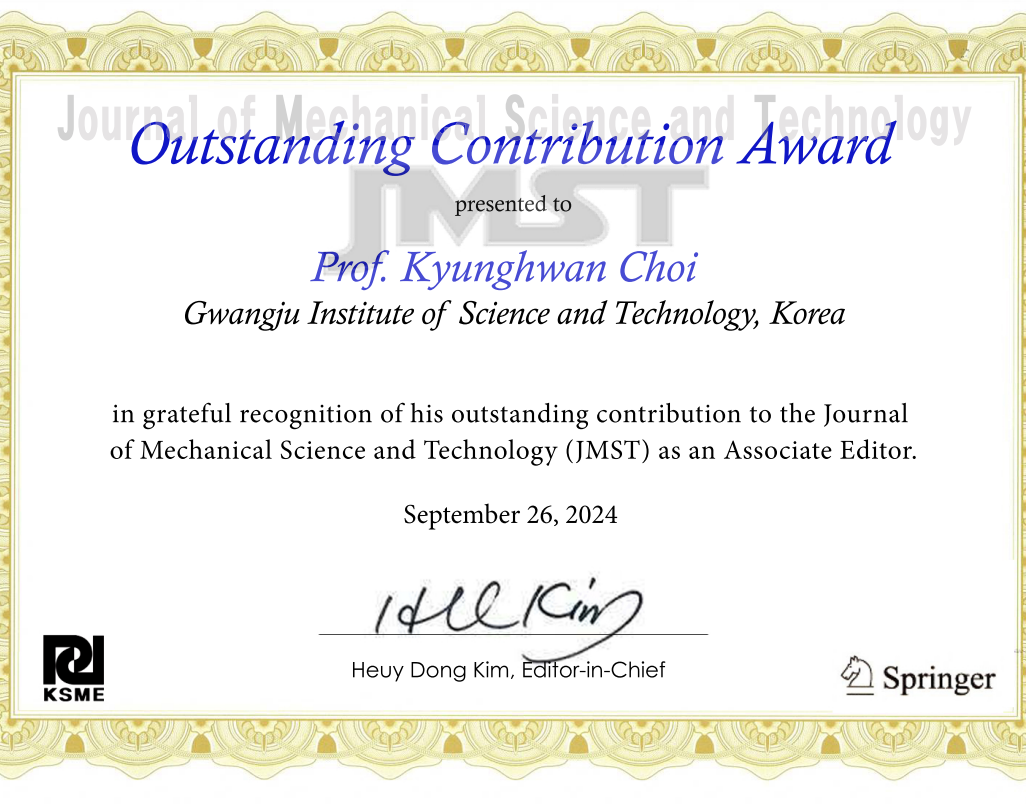 Journal of Mechanical Science and Technology
Outstanding Contribution Award
JMST
presented to
Prof. Kyunghwan Choi
Gwangju Institute of Science and Technology, Korea
in grateful recognition of his outstanding contribution to the Journal
of Mechanical Science and Technology (JMST) as an Associate Editor.
September 26, 2024
H D Kim
Heuy Dong Kim, Editor-in-Chief
KSME
Springer